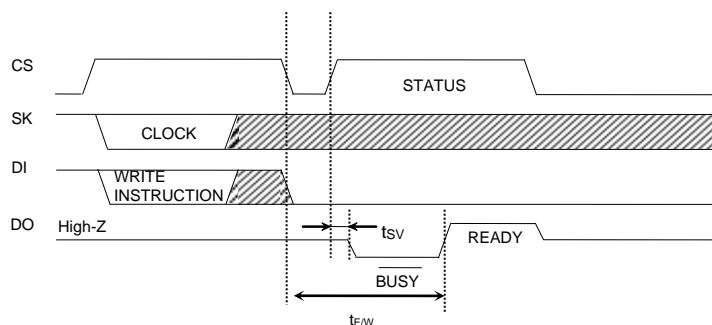 CS
STATUS
SK
CLOCK
DI
WRITE
INSTRUCTION
DO
High-Z
tSV
READY
BUSY
tE/W